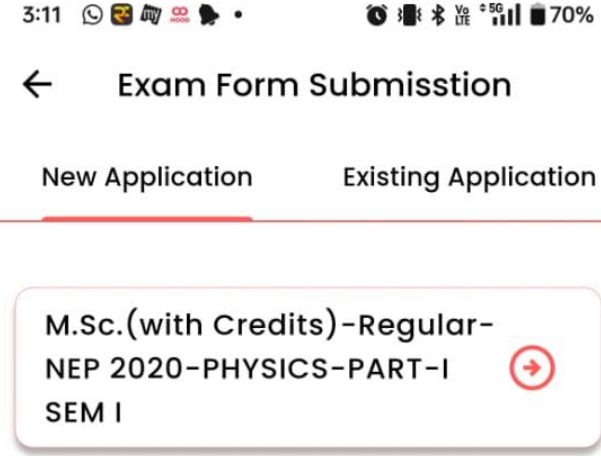 3:11 70%
Exam Form Submisstion
New Application Existing Application
M.Sc.(with Credits)-Regular-
NEP 2020-PHYSICS-PART-I
SEM I